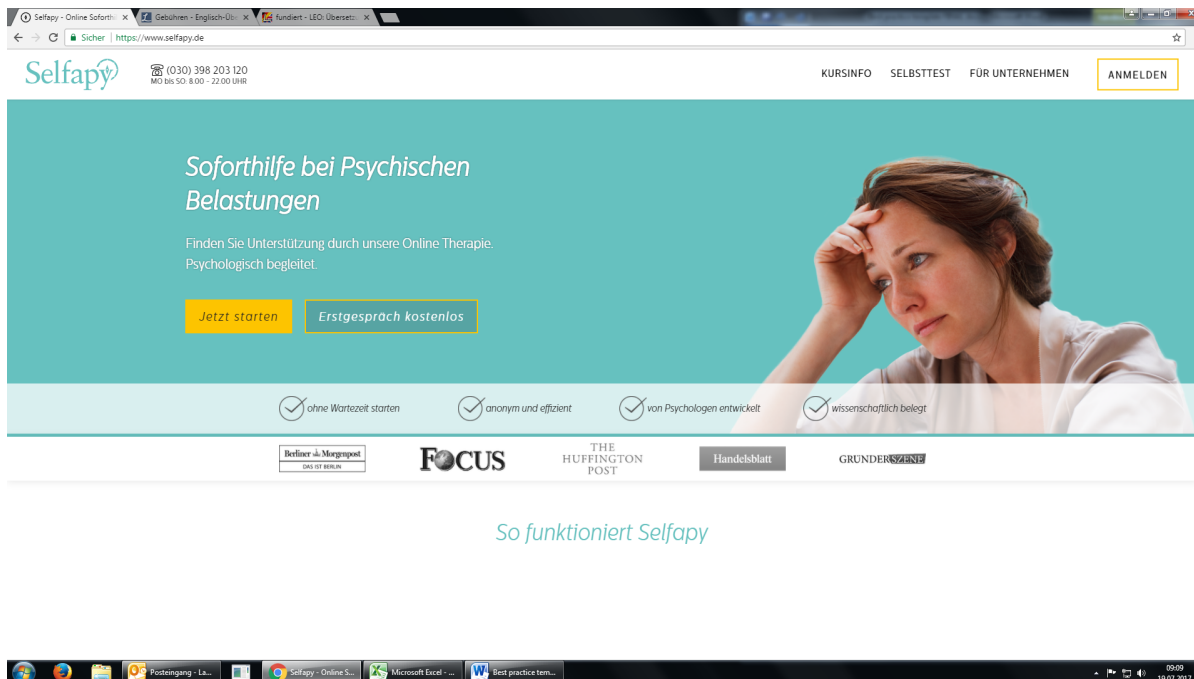 Selfapy - Online Soforth
Gebühren - Englisch-Übe
fundiert - LEO: Übersetz
Sicher | https://www.selfapy.de
Selfapy
(030) 398 203 120
MO bis SO: 8.00 - 22.00 UHR
KURSINFO SELBSTTEST FÜR UNTERNEHMEN ANMELDEN
Soforthilfe bei Psychischen
Belastungen
Finden Sie Unterstützung durch unsere Online Therapie.
Psychologisch begleitet.
Jetzt starten Erstgespräch kostenlos
ohne Wartezeit starten anonym und effizient von Psychologen entwickelt wissenschaftlich belegt
Berliner Morgenpost
DAS IST BERLIN
FOCUS
THE
HUFFINGTON
POST
Handelsblatt
GRÜNDERSZENE
So funktioniert Selfapy
Posteingang - La... Selfapy - Online S... Microsoft Excel - ... Best practice tem...
09:09
19.07.2017